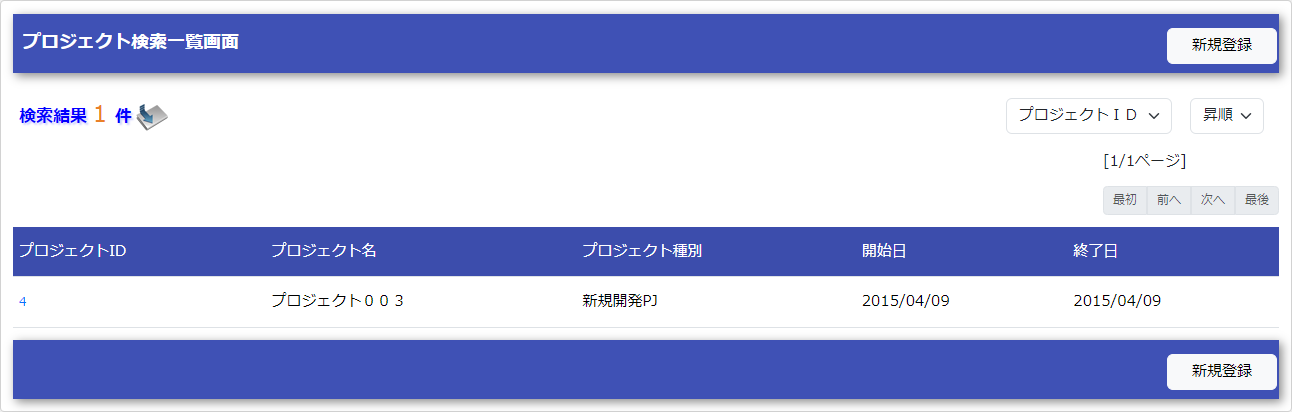 プロジェクト検索一覧画面
新規登録
検索結果 1 件
プロジェクトＩＤ
昇順
[1/1ページ]
最初 前へ 次へ 最後
プロジェクトID プロジェクト名 プロジェクト種別 開始日 終了日
4 プロジェクト００３ 新規開発PJ 2015/04/09 2015/04/09
新規登録